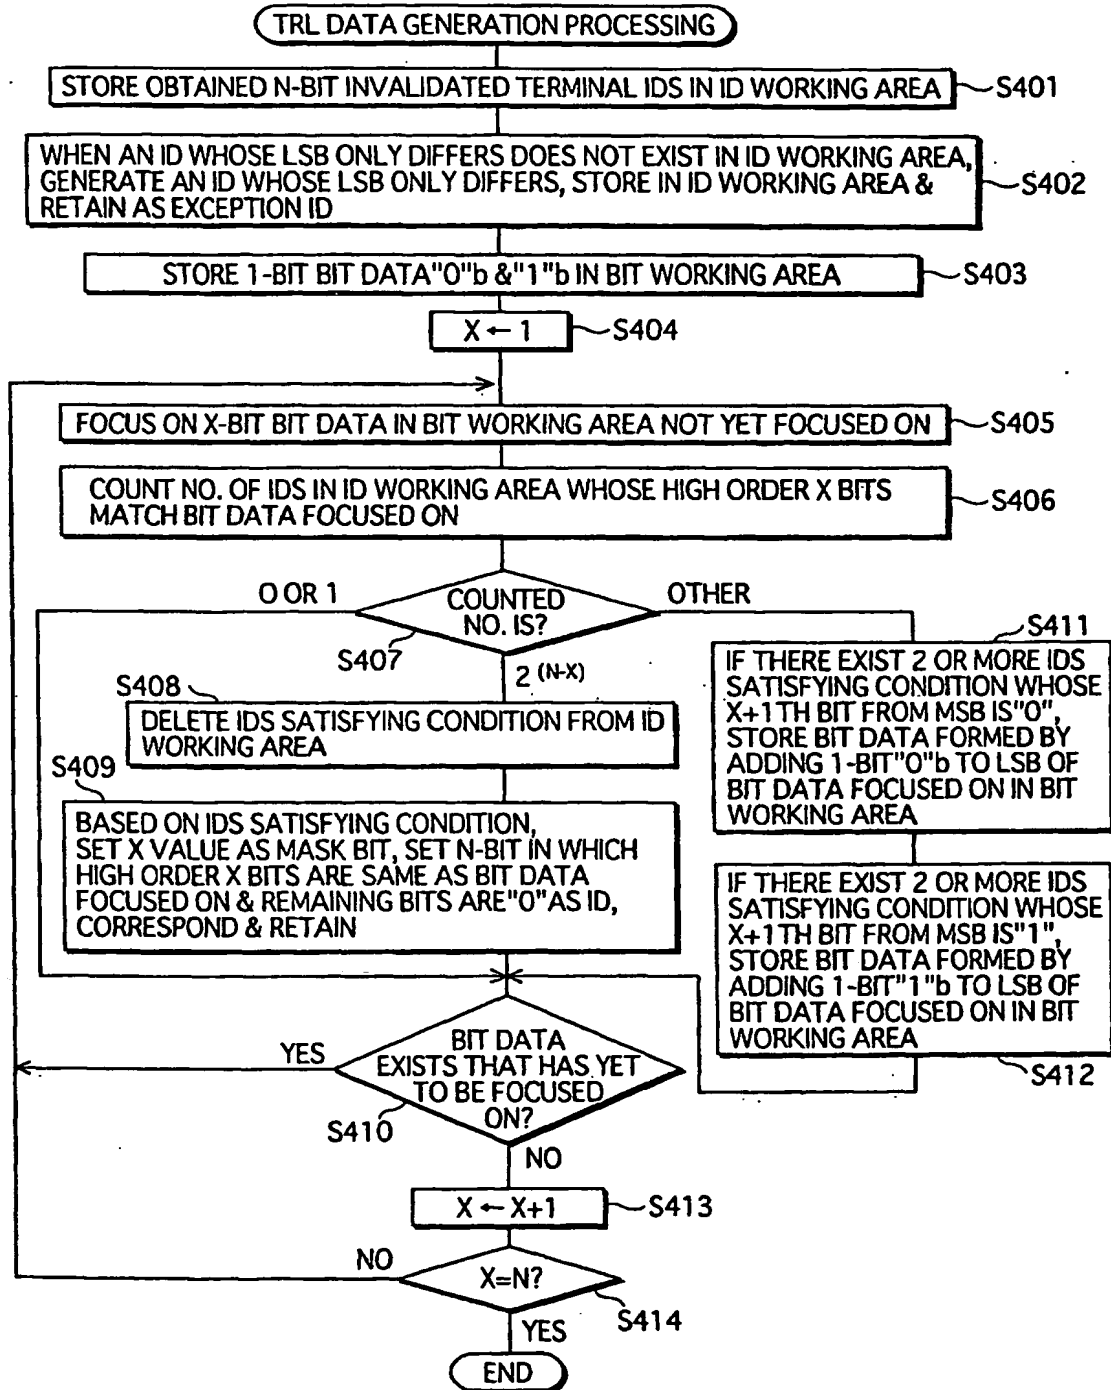 TRL DATA GENERATION PROCESSING
STORE OBTAINED N-BIT INVALIDATED TERMINAL IDS IN ID WORKING AREA
S401
WHEN AN ID WHOSE LSB ONLY DIFFERS DOES NOT EXIST IN ID WORKING AREA,
GENERATE AN ID WHOSE LSB ONLY DIFFERS, STORE IN ID WORKING AREA &
RETAIN AS EXCEPTION ID
S402
STORE 1-BIT BIT DATA"0"b &"1"b IN BIT WORKING AREA
S403
X ← 1
S404
FOCUS ON X-BIT BIT DATA IN BIT WORKING AREA NOT YET FOCUSED ON
S405
COUNT NO. OF IDS IN ID WORKING AREA WHOSE HIGH ORDER X BITS
MATCH BIT DATA FOCUSED ON
S406
0 OR 1
COUNTED
NO. IS?
OTHER
S407
2 (N-X)
S408
DELETE IDS SATISFYING CONDITION FROM ID
WORKING AREA
S409
BASED ON IDS SATISFYING CONDITION,
SET X VALUE AS MASK BIT, SET N-BIT IN WHICH
HIGH ORDER X BITS ARE SAME AS BIT DATA
FOCUSED ON & REMAINING BITS ARE"0"AS ID,
CORRESPOND & RETAIN
S411
IF THERE EXIST 2 OR MORE IDS
SATISFYING CONDITION WHOSE
X+1TH BIT FROM MSB IS"0",
STORE BIT DATA FORMED BY
ADDING 1-BIT"0"b TO LSB OF
BIT DATA FOCUSED ON IN BIT
WORKING AREA
IF THERE EXIST 2 OR MORE IDS
SATISFYING CONDITION WHOSE
X+1TH BIT FROM MSB IS"1",
STORE BIT DATA FORMED BY
ADDING 1-BIT"1"b TO LSB OF
BIT DATA FOCUSED ON IN BIT
WORKING AREA
S412
YES
BIT DATA
EXISTS THAT HAS YET
TO BE FOCUSED
ON?
S410
NO
X ← X+1
S413
NO
X=N?
S414
YES
END